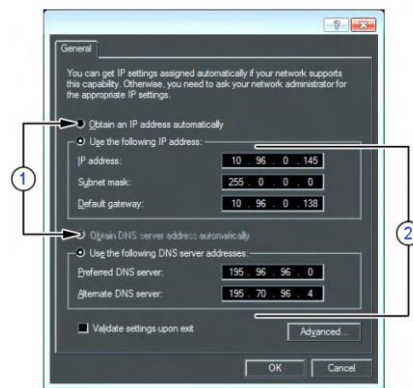 General
You can get IP settings assigned automatically if your network supports
this capability. Otherwise, you need to ask your network administrator for
the appropriate IP settings.
Obtain an IP address automatically
Use the following IP address:
IP address: 10 . 96 . 0 . 145
Subnet mask: 255 . 0 . 0 . 0
Default gateway: 10 . 96 . 0 . 138
Obtain DNS server address automatically
Use the following DNS server addresses:
Preferred DNS server: 195 . 96 . 96 . 0
Alternate DNS server: 195 . 70 . 96 . 4
Validate settings upon exit
Advanced...
OK Cancel
1
2